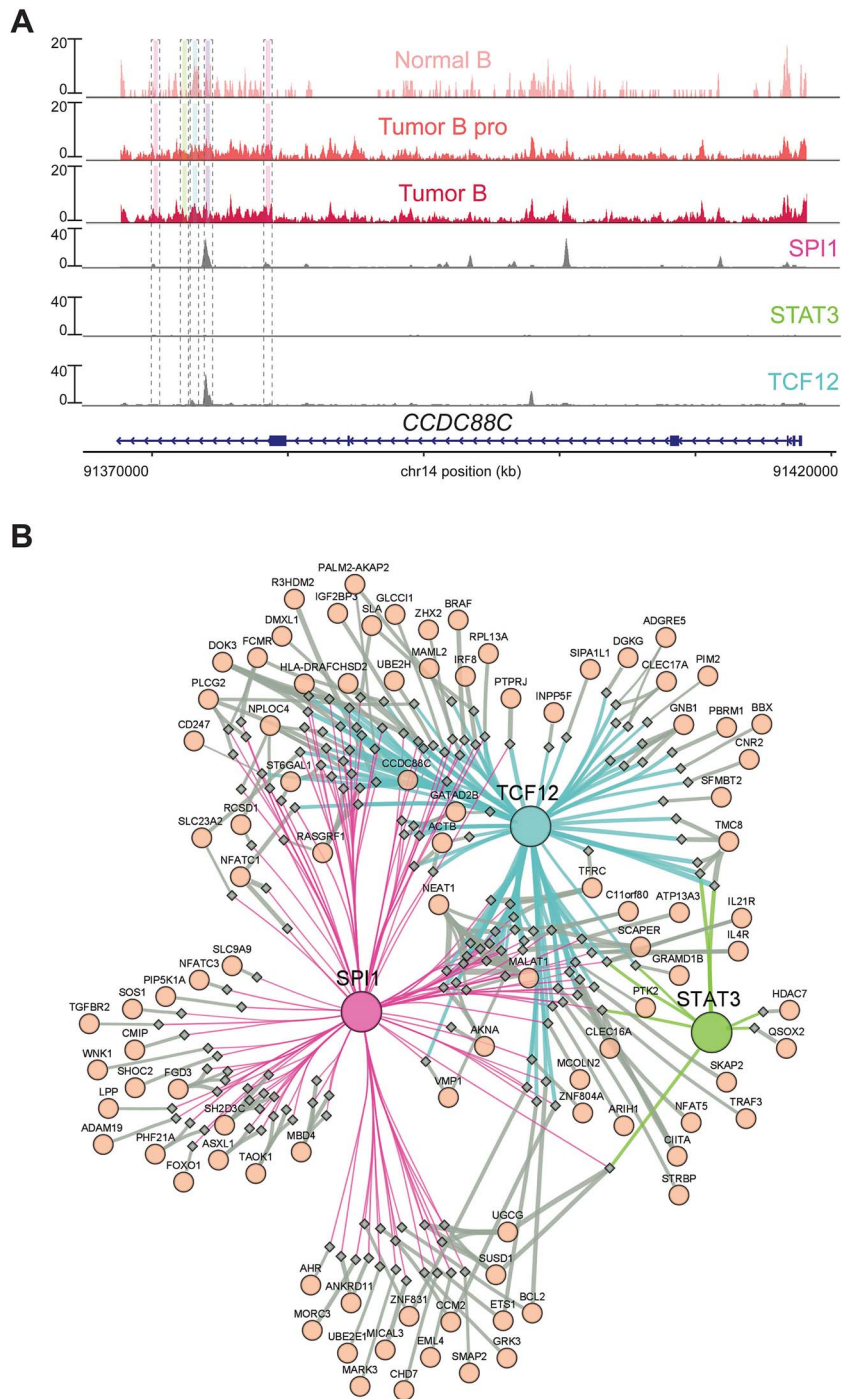 A
20
0
Normal B
20
0
Tumor B pro
20
0
Tumor B
40
0
SPI1
40
0
STAT3
40
0
TCF12
CCDC88C
91370000
chr14 position (kb)
91420000
B
PALM2-AKAP2
R3HDM2
IGF2BP3
GLCCI1
SLA
BRAF
ZHX2
DMXL1
RPL13A
ADGRE5
DOK3
FCMR
HLA-DRA
FCHSD2
UBE2H
MAML2
IRF8
SIPA1L1
DGKG
CLEC17A
PIM2
PLCG2
PTPRJ
INPP5F
NPLOC4
GNB1
PBRM1
BBX
CD247
CNR2
ST6GAL1
CCDC88C
TCF12
SFMBT2
GATAD2B
RCSD1
SLC23A2
ACTB
TMC8
RASGRF1
NFATC1
TFRC
NEAT1
C11orf80
ATP13A3
IL21R
SCAPER
IL4R
SLC9A9
NFATC3
SPI1
MALAT1
GRAMD1B
PIP5K1A
SOS1
PTK2
STAT3
HDAC7
TGFBR2
CMIP
AKNA
CLEC16A
QSOX2
WNK1
MCOLN2
SKAP2
SHOC2
FGD3
VMP1
ZNF804A
LPP
SH2D3C
ARIH1
NFAT5
TRAF3
ADAM19
MBD4
PHF21A
ASXL1
CIITA
TAOK1
FOXO1
STRBP
UGCG
SUSD1
AHR
ANKRD11
ZNF831
CCM2
ETS1
BCL2
MORC3
UBE2E1
MICAL3
EML4
GRK3
MARK3
CHD7
SMAP2